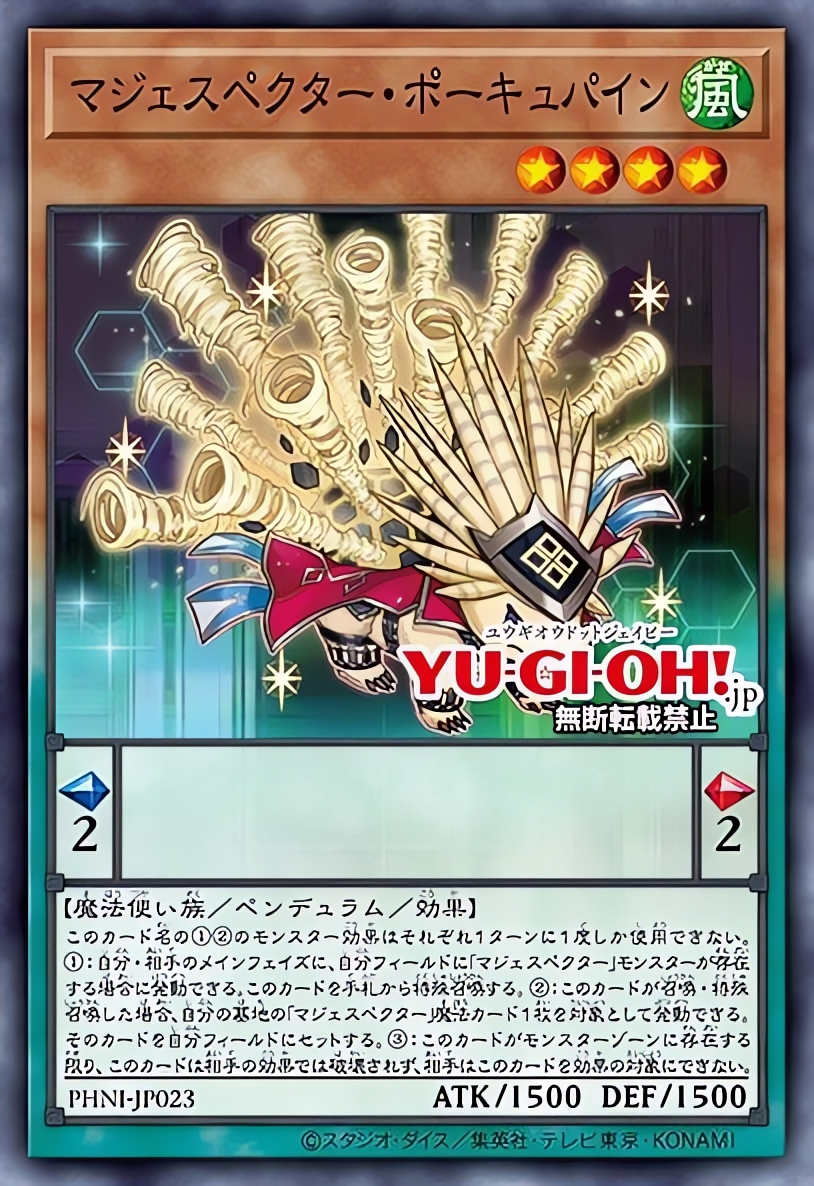 マジェスペクター・ポーキュパイン
風
ユウギオウドットジェイピー
YU-GI-OH!.jp
無断転載禁止
2
2
【魔法使い族／ペンデュラム／効果】
このカード名の①②のモンスター効果はそれぞれ1ターンに1度しか使用できない。
①：自分・相手のメインフェイズに、自分フィールドに「マジェスペクター」モンスターが存在
する場合に発動できる。このカードを手札から特殊召喚する。②：このカードが召喚・特殊
召喚した場合、自分の墓地の「マジェスペクター」魔法カード1枚を対象として発動できる。
そのカードを自分フィールドにセットする。③：このカードがモンスターゾーンに存在する
限り、このカードは相手の効果では破壊されず、相手はこのカードを効果の対象にできない。
PHNI-JP023
ATK/1500 DEF/1500
©スタジオ・ダイス／集英社・テレビ東京・KONAMI